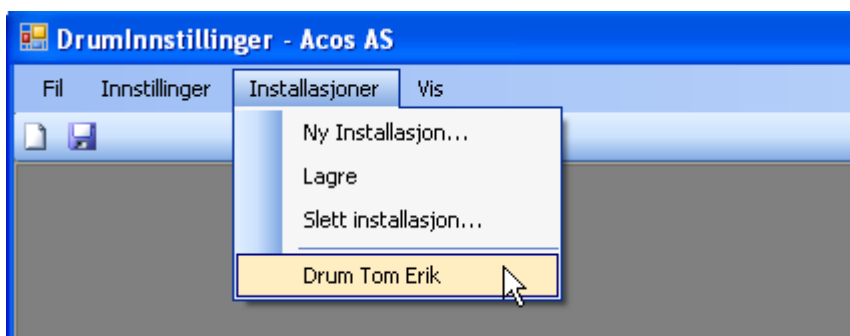 DrumInnstillinger - Acos AS
Fil Innstillinger Installasjoner Vis
Ny Installasjon...
Lagre
Slett installasjon...
Drum Tom Erik